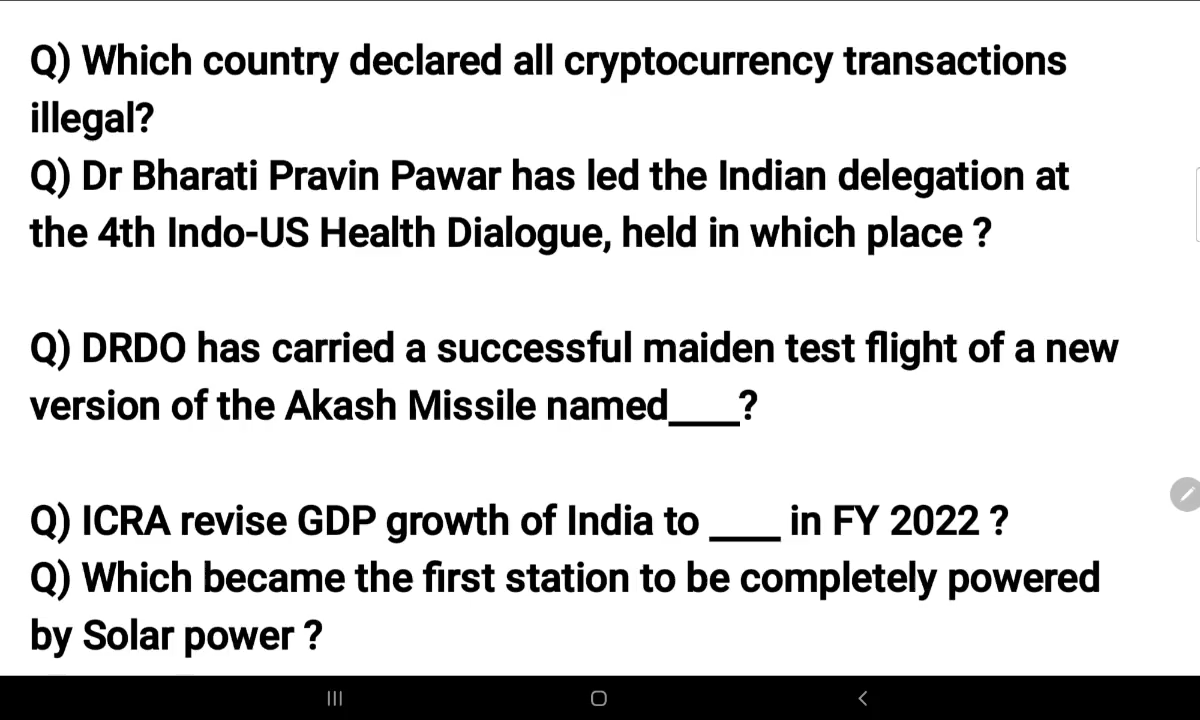 Q) Which country declared all cryptocurrency transactions
illegal?
Q) Dr Bharati Pravin Pawar has led the Indian delegation at
the 4th Indo-US Health Dialogue, held in which place ?
Q) DRDO has carried a successful maiden test flight of a new
version of the Akash Missile named____?
Q) ICRA revise GDP growth of India to ____ in FY 2022 ?
Q) Which became the first station to be completely powered
by Solar power ?